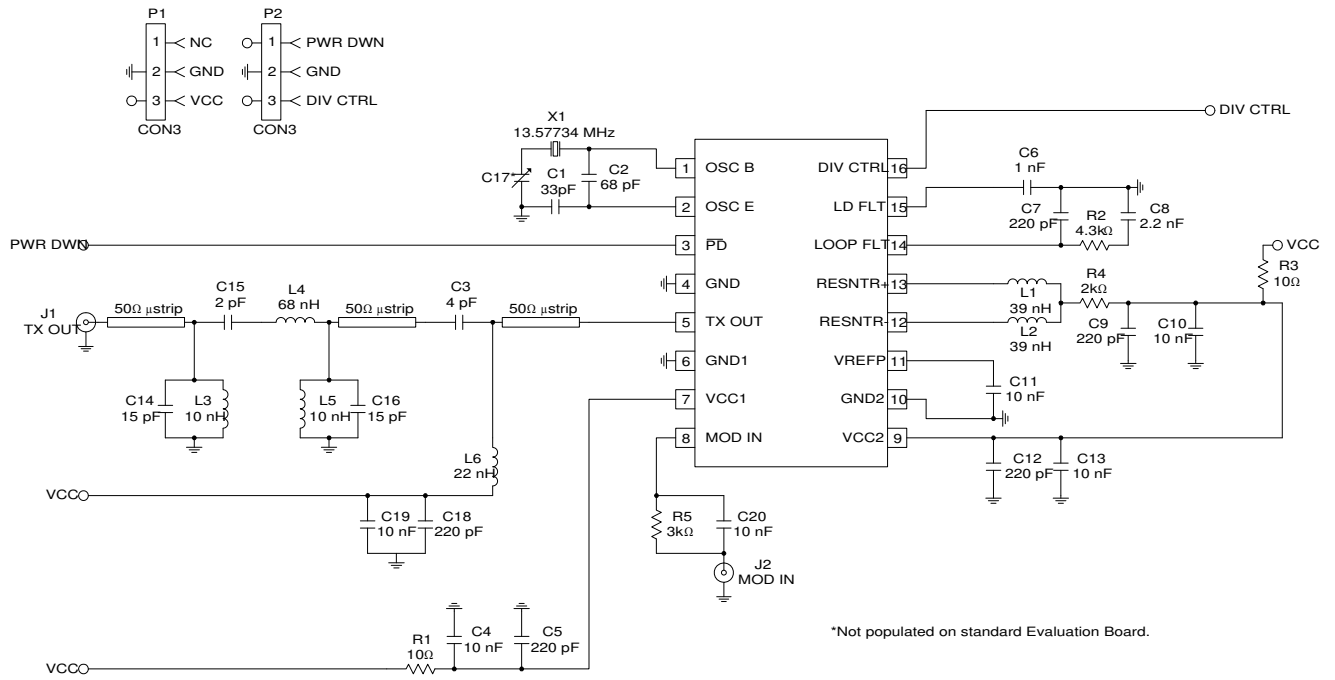 P1
P2
1
NC
2
GND
3
VCC
CON3
1
PWR DWN
2
GND
3
DIV CTRL
CON3
DIV CTRL
X1
13.57734 MHz
C17*
C1
33pF
C2
68 pF
1
OSC B
2
OSC E
3
PD
4
GND
5
TX OUT
6
GND1
7
VCC1
8
MOD IN
DIV CTRL
16
LD FLT
15
LOOP FLT
14
RESNTR+
13
RESNTR-
12
VREFP
11
GND2
10
VCC2
9
C6
1 nF
C7
220 pF
R2
4.3kΩ
C8
2.2 nF
VCC
R3
10Ω
L1
39 nH
L2
39 nH
R4
2kΩ
C9
220 pF
C10
10 nF
C11
10 nF
C12
220 pF
C13
10 nF
PWR DWN
J1
TX OUT
50Ω µstrip
C15
2 pF
L4
68 nH
50Ω µstrip
C3
4 pF
50Ω µstrip
C14
15 pF
L3
10 nH
L5
10 nH
C16
15 pF
L6
22 nH
VCC
C19
10 nF
C18
220 pF
R5
3kΩ
C20
10 nF
J2
MOD IN
VCC
R1
10Ω
C4
10 nF
C5
220 pF
*Not populated on standard Evaluation Board.